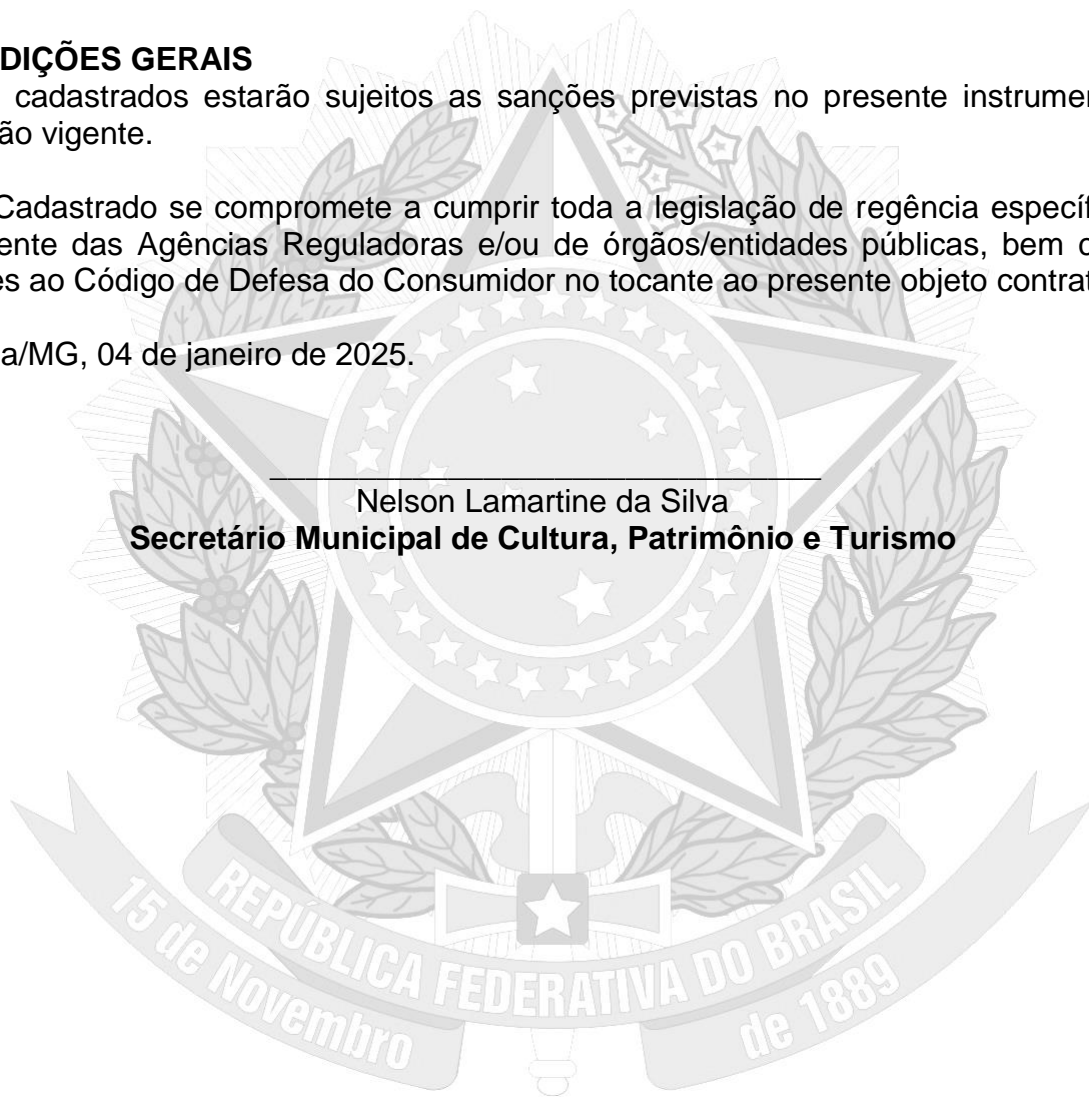 DIÇÕES GERAIS
cadastrados estarão sujeitos as sanções previstas no presente instrumen
ão vigente.
Cadastrado se compromete a cumprir toda a legislação de regência específ
ente das Agências Reguladoras e/ou de órgãos/entidades públicas, bem c
es ao Código de Defesa do Consumidor no tocante ao presente objeto contrat
a/MG, 04 de janeiro de 2025.
Nelson Lamartine da Silva
Secretário Municipal de Cultura, Patrimônio e Turismo
REPÚBLICA FEDERATIVA DO BRASIL
15 de Novembro de 1889